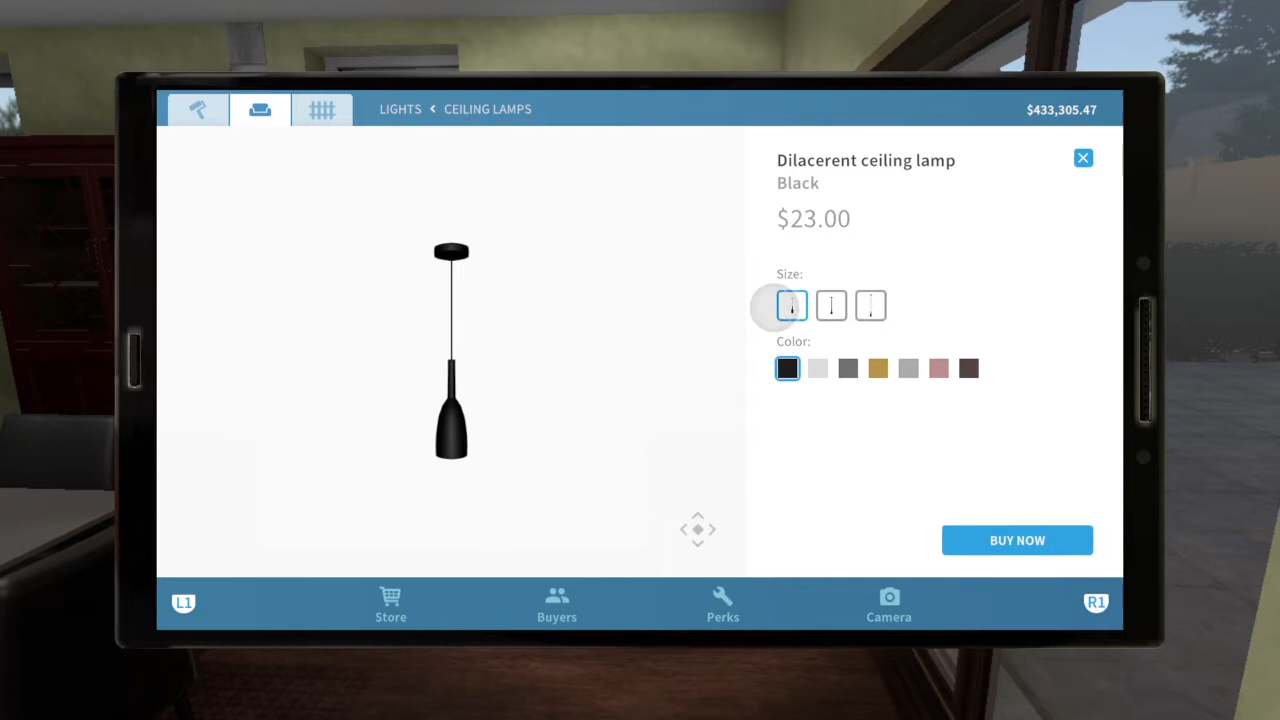 LIGHTS < CEILING LAMPS
$433,305.47
Dilacerent ceiling lamp
Black
$23.00
Size:
Color:
BUY NOW
L1
Store
Buyers
Perks
Camera
R1